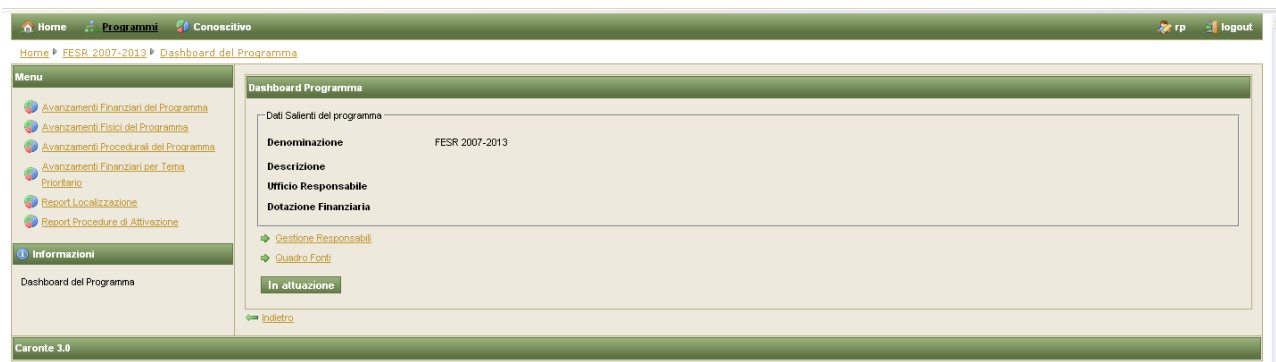 Home Programmi Conoscitivo rp logout
Home FESR 2007-2013 Dashboard del Programma
Menu
Avanzamenti Finanziari del Programma
Avanzamenti Fisici del Programma
Avanzamenti Procedurali del Programma
Avanzamenti Finanziari per Tema
Prioritario
Report Localizzazione
Report Procedure di Attivazione
Informazioni
Dashboard del Programma
Dashboard Programma
Dati Salienti del programma
Denominazione FESR 2007-2013
Descrizione
Ufficio Responsabile
Dotazione Finanziaria
Gestione Responsabili
Quadro Fonti
In attuazione
Indietro
Caronte 3.0